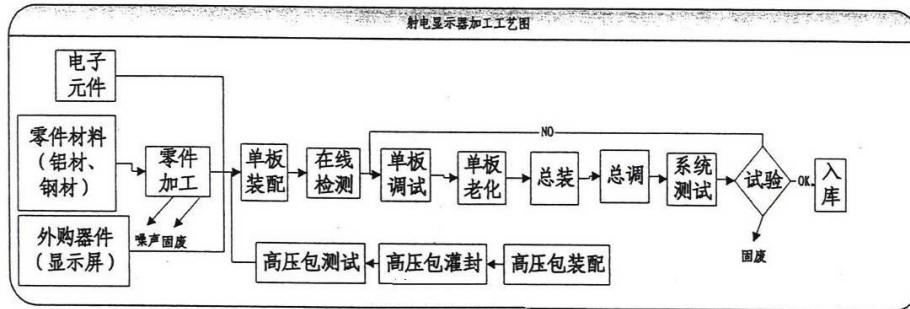 射电显示器加工工艺图
电子
元件
零件材料
(铝材、
钢材)
零件
加工
噪声固废
外购器件
(显示屏)
单板
装配
在线
检测
单板
调试
单板
老化
总装
总调
系统
测试
试验
NO
OK
入
库
固废
高压包测试
高压包灌封
高压包装配